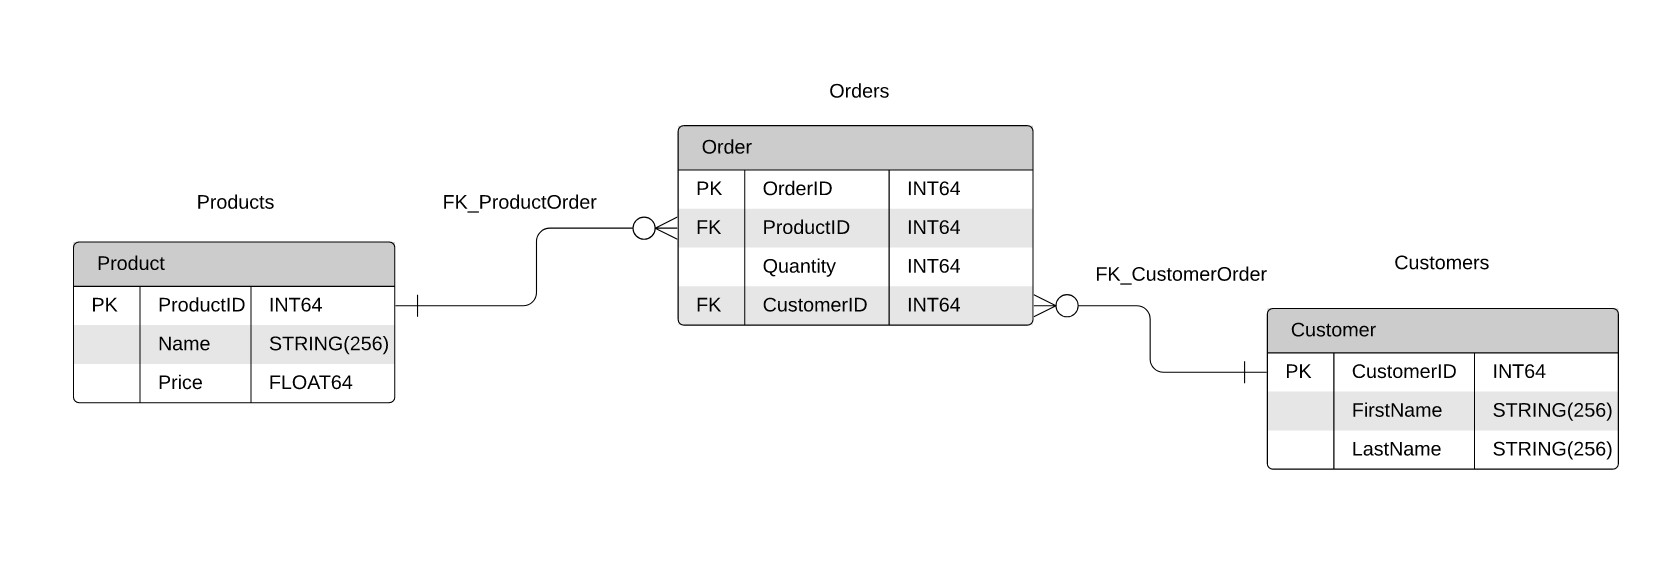 Orders
Order
PK OrderID INT64
FK ProductID INT64
Quantity INT64
FK CustomerID INT64
Products
Product
PK ProductID INT64
Name STRING(256)
Price FLOAT64
FK_ProductOrder
FK_CustomerOrder
Customers
Customer
PK CustomerID INT64
FirstName STRING(256)
LastName STRING(256)